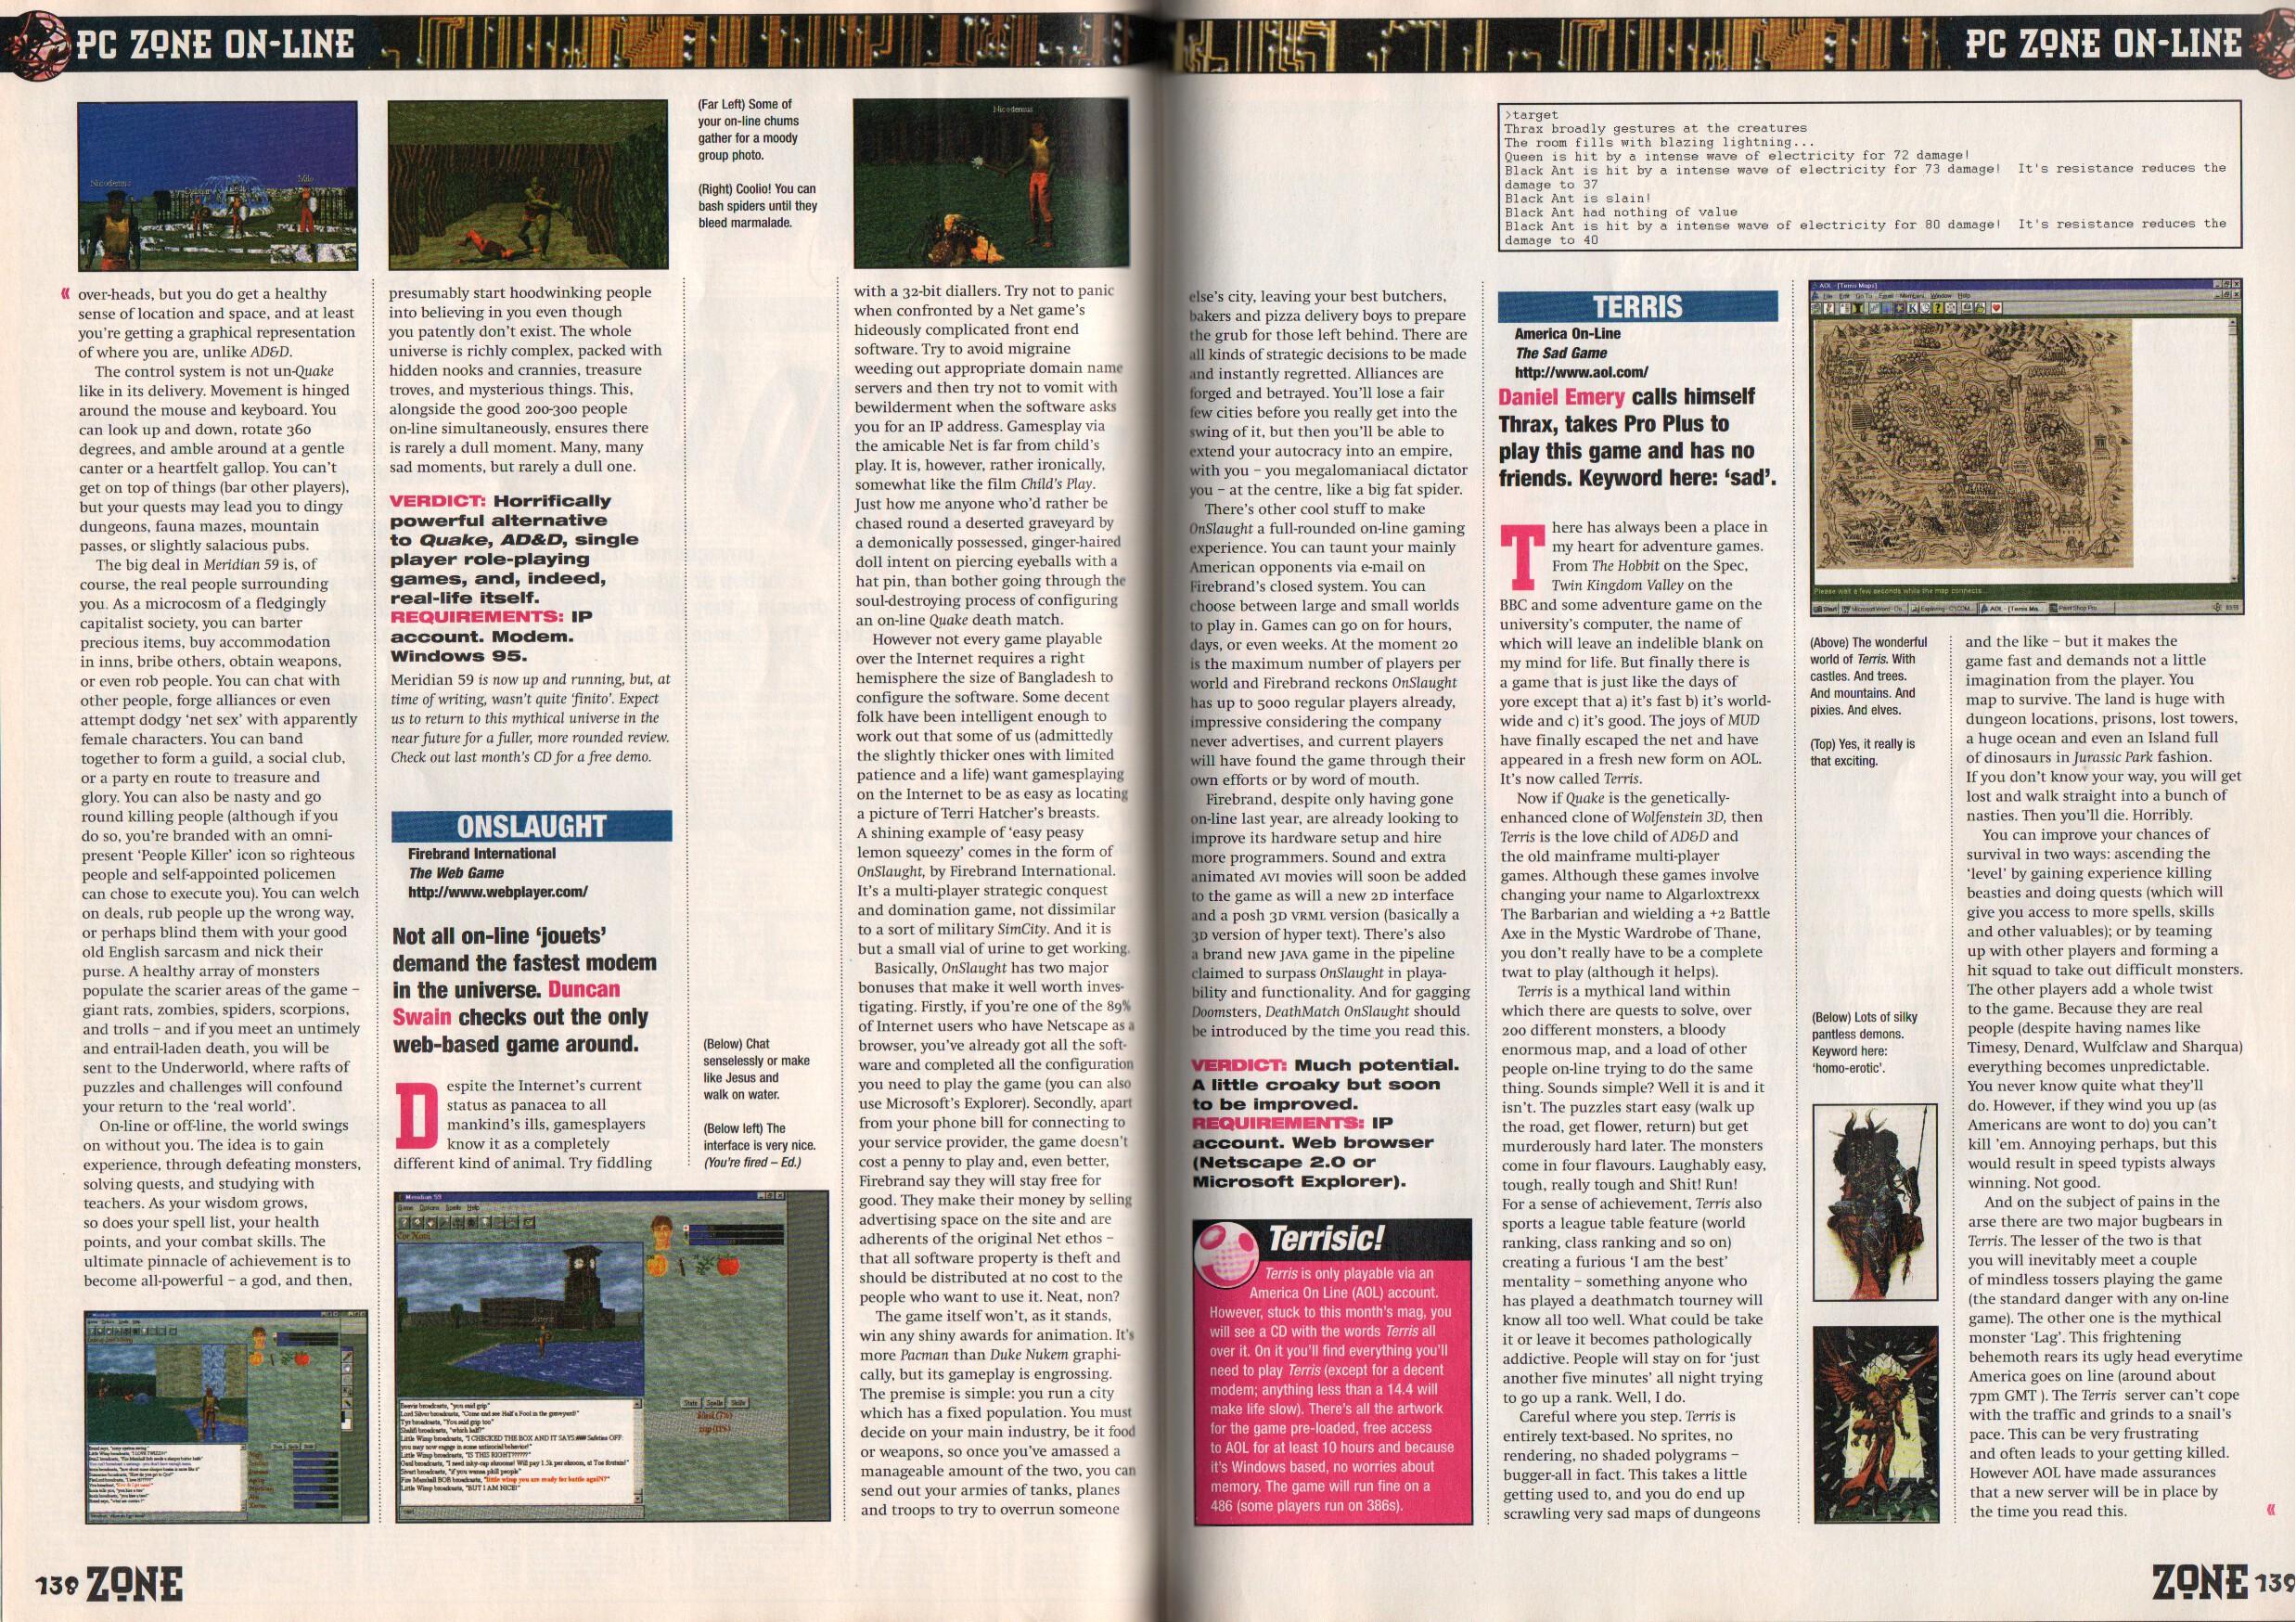 PC ZONE ON-LINE
PC ZONE ON-LINE
(Far Left) Some of
your on-line chums
gather for a moody
group photo.
(Right) Coolio! You can
bash spiders until they
bleed marmalade.
Nicodemus
Nicodemus
Milo
« over-heads, but you do get a healthy
sense of location and space, and at least
you're getting a graphical representation
of where you are, unlike AD&D.
The control system is not un-Quake
like in its delivery. Movement is hinged
around the mouse and keyboard. You
can look up and down, rotate 360
degrees, and amble around at a gentle
canter or a heartfelt gallop. You can't
get on top of things (bar other players),
but your quests may lead you to dingy
dungeons, fauna mazes, mountain
passes, or slightly salacious pubs.
The big deal in Meridian 59 is, of
course, the real people surrounding
you. As a microcosm of a fledgingly
capitalist society, you can barter
precious items, buy accommodation
in inns, bribe others, obtain weapons,
or even rob people. You can chat with
other people, forge alliances or even
attempt dodgy 'net sex' with apparently
female characters. You can band
together to form a guild, a social club,
or a party en route to treasure and
glory. You can also be nasty and go
round killing people (although if you
do so, you're branded with an omni-
present 'People Killer' icon so righteous
people and self-appointed policemen
can chose to execute you). You can welch
on deals, rub people up the wrong way,
or perhaps blind them with your good
old English sarcasm and nick their
purse. A healthy array of monsters
populate the scarier areas of the game –
giant rats, zombies, spiders, scorpions,
and trolls – and if you meet an untimely
and entrail-laden death, you will be
sent to the Underworld, where rafts of
puzzles and challenges will confound
your return to the 'real world'.
On-line or off-line, the world swings
on without you. The idea is to gain
experience, through defeating monsters,
solving quests, and studying with
teachers. As your wisdom grows,
so does your spell list, your health
points, and your combat skills. The
ultimate pinnacle of achievement is to
become all-powerful – a god, and then,
presumably start hoodwinking people
into believing in you even though
you patently don't exist. The whole
universe is richly complex, packed with
hidden nooks and crannies, treasure
troves, and mysterious things. This,
alongside the good 200-300 people
on-line simultaneously, ensures there
is rarely a dull moment. Many, many
sad moments, but rarely a dull one.
VERDICT: Horrifically
powerful alternative
to Quake, AD&D, single
player role-playing
games, and, indeed,
real-life itself.
REQUIREMENTS: IP
account. Modem.
Windows 95.
Meridian 59 is now up and running, but, at
time of writing, wasn't quite 'finito'. Expect
us to return to this mythical universe in the
near future for a fuller, more rounded review.
Check out last month's CD for a free demo.
ONSLAUGHT
Firebrand International
The Web Game
http://www.webplayer.com/
Not all on-line 'jouets'
demand the fastest modem
in the universe. Duncan
Swain checks out the only
web-based game around.
Despite the Internet's current
status as panacea to all
mankind's ills, gamesplayers
know it as a completely
different kind of animal. Try fiddling
(Below) Chat
senselessly or make
like Jesus and
walk on water.
(Below left) The
interface is very nice.
(You're fired – Ed.)
Meridian 59
Game Options Spells Help
Beevis broadcasts, "you said grip"
Lord Silver broadcasts, "Come and see Half a Fool in the graveyard!"
Tyr broadcasts, "You said grip too"
Shalifi broadcasts, "which half?"
Little Wimp broadcasts, "I CHECKED THE BOX AND IT SAYS:### Safeties OFF:
you may now engage in some antisocial behavior!"
Little Wimp broadcasts, "IS THIS RIGHT??????"
Stuart broadcasts, "if you wanna phill people"
Fire Marshall BOB broadcasts, "little wimp you are ready for battle again?"
Little Wimp broadcasts, "BUT I AM NICE!"
Stats Spells Skills
with a 32-bit diallers. Try not to panic
when confronted by a Net game's
hideously complicated front end
software. Try to avoid migraine
weeding out appropriate domain name
servers and then try not to vomit with
bewilderment when the software asks
you for an IP address. Gamesplay via
the amicable Net is far from child's
play. It is, however, rather ironically,
somewhat like the film Child's Play.
Just how me anyone who'd rather be
chased round a deserted graveyard by
a demonically possessed, ginger-haired
doll intent on piercing eyeballs with a
hat pin, than bother going through the
soul-destroying process of configuring
an on-line Quake death match.
However not every game playable
over the Internet requires a right
hemisphere the size of Bangladesh to
configure the software. Some decent
folk have been intelligent enough to
work out that some of us (admittedly
the slightly thicker ones with limited
patience and a life) want gamesplaying
on the Internet to be as easy as locating
a picture of Terri Hatcher's breasts.
A shining example of 'easy peasy
lemon squeezy' comes in the form of
OnSlaught, by Firebrand International.
It's a multi-player strategic conquest
and domination game, not dissimilar
to a sort of military SimCity. And it is
but a small vial of urine to get working.
Basically, OnSlaught has two major
bonuses that make it well worth inves-
tigating. Firstly, if you're one of the 89%
of Internet users who have Netscape as a
browser, you've already got all the soft-
ware and completed all the configuration
you need to play the game (you can also
use Microsoft's Explorer). Secondly, apart
from your phone bill for connecting to
your service provider, the game doesn't
cost a penny to play and, even better,
Firebrand say they will stay free for
good. They make their money by selling
advertising space on the site and are
adherents of the original Net ethos –
that all software property is theft and
should be distributed at no cost to the
people who want to use it. Neat, non?
The game itself won't, as it stands,
win any shiny awards for animation. It's
more Pacman than Duke Nukem graphi-
cally, but its gameplay is engrossing.
The premise is simple: you run a city
which has a fixed population. You must
decide on your main industry, be it food
or weapons, so once you've amassed a
manageable amount of the two, you can
send out your armies of tanks, planes
and troops to try to overrun someone
else's city, leaving your best butchers,
bakers and pizza delivery boys to prepare
the grub for those left behind. There are
all kinds of strategic decisions to be made
and instantly regretted. Alliances are
forged and betrayed. You'll lose a fair
few cities before you really get into the
swing of it, but then you'll be able to
extend your autocracy into an empire,
with you – you megalomaniacal dictator
you – at the centre, like a big fat spider.
There's other cool stuff to make
OnSlaught a full-rounded on-line gaming
experience. You can taunt your mainly
American opponents via e-mail on
Firebrand's closed system. You can
choose between large and small worlds
to play in. Games can go on for hours,
days, or even weeks. At the moment 20
is the maximum number of players per
world and Firebrand reckons OnSlaught
has up to 5000 regular players already,
impressive considering the company
never advertises, and current players
will have found the game through their
own efforts or by word of mouth.
Firebrand, despite only having gone
on-line last year, are already looking to
improve its hardware setup and hire
more programmers. Sound and extra
animated AVI movies will soon be added
to the game as will a new 2D interface
and a posh 3D VRML version (basically a
3D version of hyper text). There's also
a brand new JAVA game in the pipeline
claimed to surpass OnSlaught in playa-
bility and functionality. And for gagging
Doomsters, DeathMatch OnSlaught should
be introduced by the time you read this.
VERDICT: Much potential.
A little croaky but soon
to be improved.
REQUIREMENTS: IP
account. Web browser
(Netscape 2.0 or
Microsoft Explorer).
Terrisic!
Terris is only playable via an
America On Line (AOL) account.
However, stuck to this month's mag, you
will see a CD with the words Terris all
over it. On it you'll find everything you'll
need to play Terris (except for a decent
modem; anything less than a 14.4 will
make life slow). There's all the artwork
for the game pre-loaded, free access
to AOL for at least 10 hours and because
it's Windows based, no worries about
memory. The game will run fine on a
486 (some players run on 386s).
>target
Thrax broadly gestures at the creatures
The room fills with blazing lightning...
Queen is hit by a intense wave of electricity for 72 damage!
Black Ant is hit by a intense wave of electricity for 73 damage! It's resistance reduces the
damage to 37
Black Ant is slain!
Black Ant had nothing of value
Black Ant is hit by a intense wave of electricity for 80 damage! It's resistance reduces the
damage to 40
TERRIS
America On-Line
The Sad Game
http://www.aol.com/
Daniel Emery calls himself
Thrax, takes Pro Plus to
play this game and has no
friends. Keyword here: 'sad'.
There has always been a place in
my heart for adventure games.
From The Hobbit on the Spec,
Twin Kingdom Valley on the
BBC and some adventure game on the
university's computer, the name of
which will leave an indelible blank on
my mind for life. But finally there is
a game that is just like the days of
yore except that a) it's fast b) it's world-
wide and c) it's good. The joys of MUD
have finally escaped the net and have
appeared in a fresh new form on AOL.
It's now called Terris.
Now if Quake is the genetically-
enhanced clone of Wolfenstein 3D, then
Terris is the love child of AD&D and
the old mainframe multi-player
games. Although these games involve
changing your name to Algarloxtrexx
The Barbarian and wielding a +2 Battle
Axe in the Mystic Wardrobe of Thane,
you don't really have to be a complete
twat to play (although it helps).
Terris is a mythical land within
which there are quests to solve, over
200 different monsters, a bloody
enormous map, and a load of other
people on-line trying to do the same
thing. Sounds simple? Well it is and it
isn't. The puzzles start easy (walk up
the road, get flower, return) but get
murderously hard later. The monsters
come in four flavours. Laughably easy,
tough, really tough and Shit! Run!
For a sense of achievement, Terris also
sports a league table feature (world
ranking, class ranking and so on)
creating a furious 'I am the best'
mentality – something anyone who
has played a deathmatch tourney will
know all too well. What could be take
it or leave it becomes pathologically
addictive. People will stay on for 'just
another five minutes' all night trying
to go up a rank. Well, I do.
Careful where you step. Terris is
entirely text-based. No sprites, no
rendering, no shaded polygrams –
bugger-all in fact. This takes a little
getting used to, and you do end up
scrawling very sad maps of dungeons
AOL - [Terris Maps]
File Edit Go To Members Window Help
Please wait a few seconds while the map connects...
(Above) The wonderful
world of Terris. With
castles. And trees.
And mountains. And
pixies. And elves.
(Top) Yes, it really is
that exciting.
(Below) Lots of silky
pantless demons.
Keyword here:
'homo-erotic'.
and the like – but it makes the
game fast and demands not a little
imagination from the player. You
map to survive. The land is huge with
dungeon locations, prisons, lost towers,
a huge ocean and even an Island full
of dinosaurs in Jurassic Park fashion.
If you don't know your way, you will get
lost and walk straight into a bunch of
nasties. Then you'll die. Horribly.
You can improve your chances of
survival in two ways: ascending the
'level' by gaining experience killing
beasties and doing quests (which will
give you access to more spells, skills
and other valuables); or by teaming
up with other players and forming a
hit squad to take out difficult monsters.
The other players add a whole twist
to the game. Because they are real
people (despite having names like
Timesy, Denard, Wulfclaw and Sharqua)
everything becomes unpredictable.
You never know quite what they'll
do. However, if they wind you up (as
Americans are wont to do) you can't
kill 'em. Annoying perhaps, but this
would result in speed typists always
winning. Not good.
And on the subject of pains in the
arse there are two major bugbears in
Terris. The lesser of the two is that
you will inevitably meet a couple
of mindless tossers playing the game
(the standard danger with any on-line
game). The other one is the mythical
monster 'Lag'. This frightening
behemoth rears its ugly head everytime
America goes on line (around about
7pm GMT ). The Terris server can't cope
with the traffic and grinds to a snail's
pace. This can be very frustrating
and often leads to your getting killed.
However AOL have made assurances
that a new server will be in place by
the time you read this. «
138 ZONE
ZONE 139